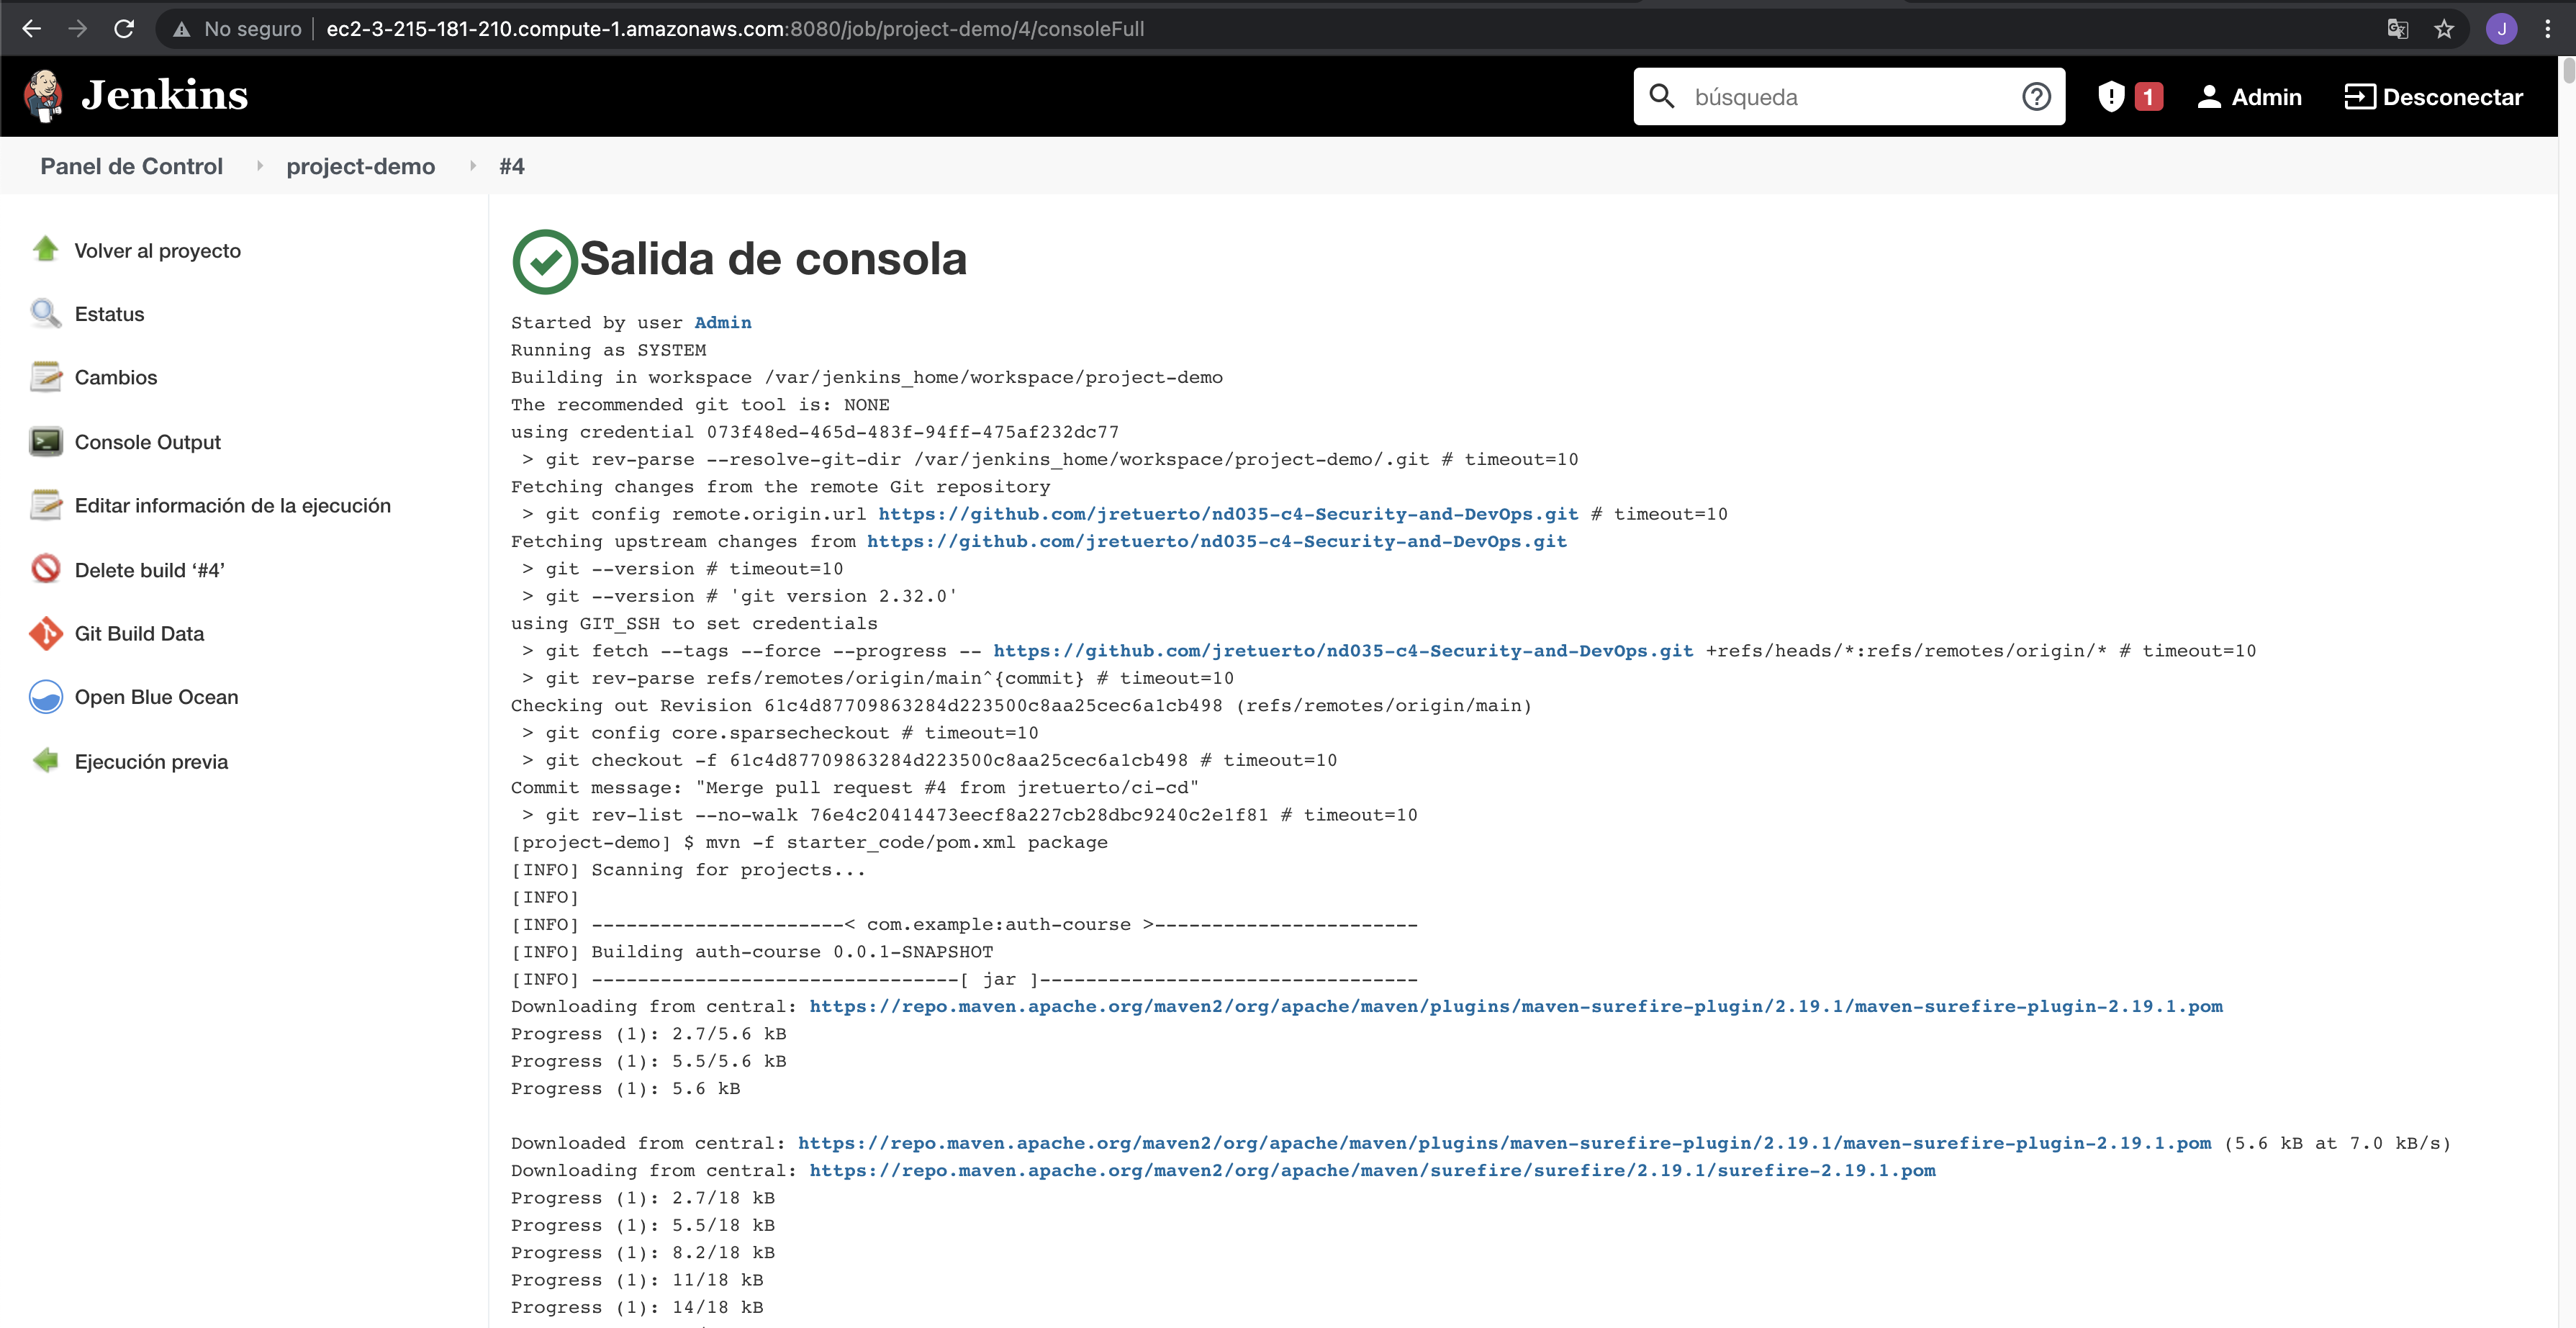 No seguro ec2-3-215-181-210.compute-1.amazonaws.com:8080/job/project-demo/4/consoleFull J
Jenkins búsqueda 1 Admin Desconectar
Panel de Control project-demo #4
Volver al proyecto
Estatus
Cambios
Console Output
Editar información de la ejecución
Delete build ‘#4’
Git Build Data
Open Blue Ocean
Ejecución previa
Salida de consola
Started by user Admin
Running as SYSTEM
Building in workspace /var/jenkins_home/workspace/project-demo
The recommended git tool is: NONE
using credential 073f48ed-465d-483f-94ff-475af232dc77
 > git rev-parse --resolve-git-dir /var/jenkins_home/workspace/project-demo/.git # timeout=10
Fetching changes from the remote Git repository
 > git config remote.origin.url https://github.com/jretuerto/nd035-c4-Security-and-DevOps.git # timeout=10
Fetching upstream changes from https://github.com/jretuerto/nd035-c4-Security-and-DevOps.git
 > git --version # timeout=10
 > git --version # 'git version 2.32.0'
using GIT_SSH to set credentials
 > git fetch --tags --force --progress -- https://github.com/jretuerto/nd035-c4-Security-and-DevOps.git +refs/heads/*:refs/remotes/origin/* # timeout=10
 > git rev-parse refs/remotes/origin/main^{commit} # timeout=10
Checking out Revision 61c4d87709863284d223500c8aa25cec6a1cb498 (refs/remotes/origin/main)
 > git config core.sparsecheckout # timeout=10
 > git checkout -f 61c4d87709863284d223500c8aa25cec6a1cb498 # timeout=10
Commit message: "Merge pull request #4 from jretuerto/ci-cd"
 > git rev-list --no-walk 76e4c20414473eecf8a227cb28dbc9240c2e1f81 # timeout=10
[project-demo] $ mvn -f starter_code/pom.xml package
[INFO] Scanning for projects...
[INFO]
[INFO] ----------------------< com.example:auth-course >-----------------------
[INFO] Building auth-course 0.0.1-SNAPSHOT
[INFO] --------------------------------[ jar ]---------------------------------
Downloading from central: https://repo.maven.apache.org/maven2/org/apache/maven/plugins/maven-surefire-plugin/2.19.1/maven-surefire-plugin-2.19.1.pom
Progress (1): 2.7/5.6 kB
Progress (1): 5.5/5.6 kB
Progress (1): 5.6 kB
Downloaded from central: https://repo.maven.apache.org/maven2/org/apache/maven/plugins/maven-surefire-plugin/2.19.1/maven-surefire-plugin-2.19.1.pom (5.6 kB at 7.0 kB/s)
Downloading from central: https://repo.maven.apache.org/maven2/org/apache/maven/surefire/surefire/2.19.1/surefire-2.19.1.pom
Progress (1): 2.7/18 kB
Progress (1): 5.5/18 kB
Progress (1): 8.2/18 kB
Progress (1): 11/18 kB
Progress (1): 14/18 kB